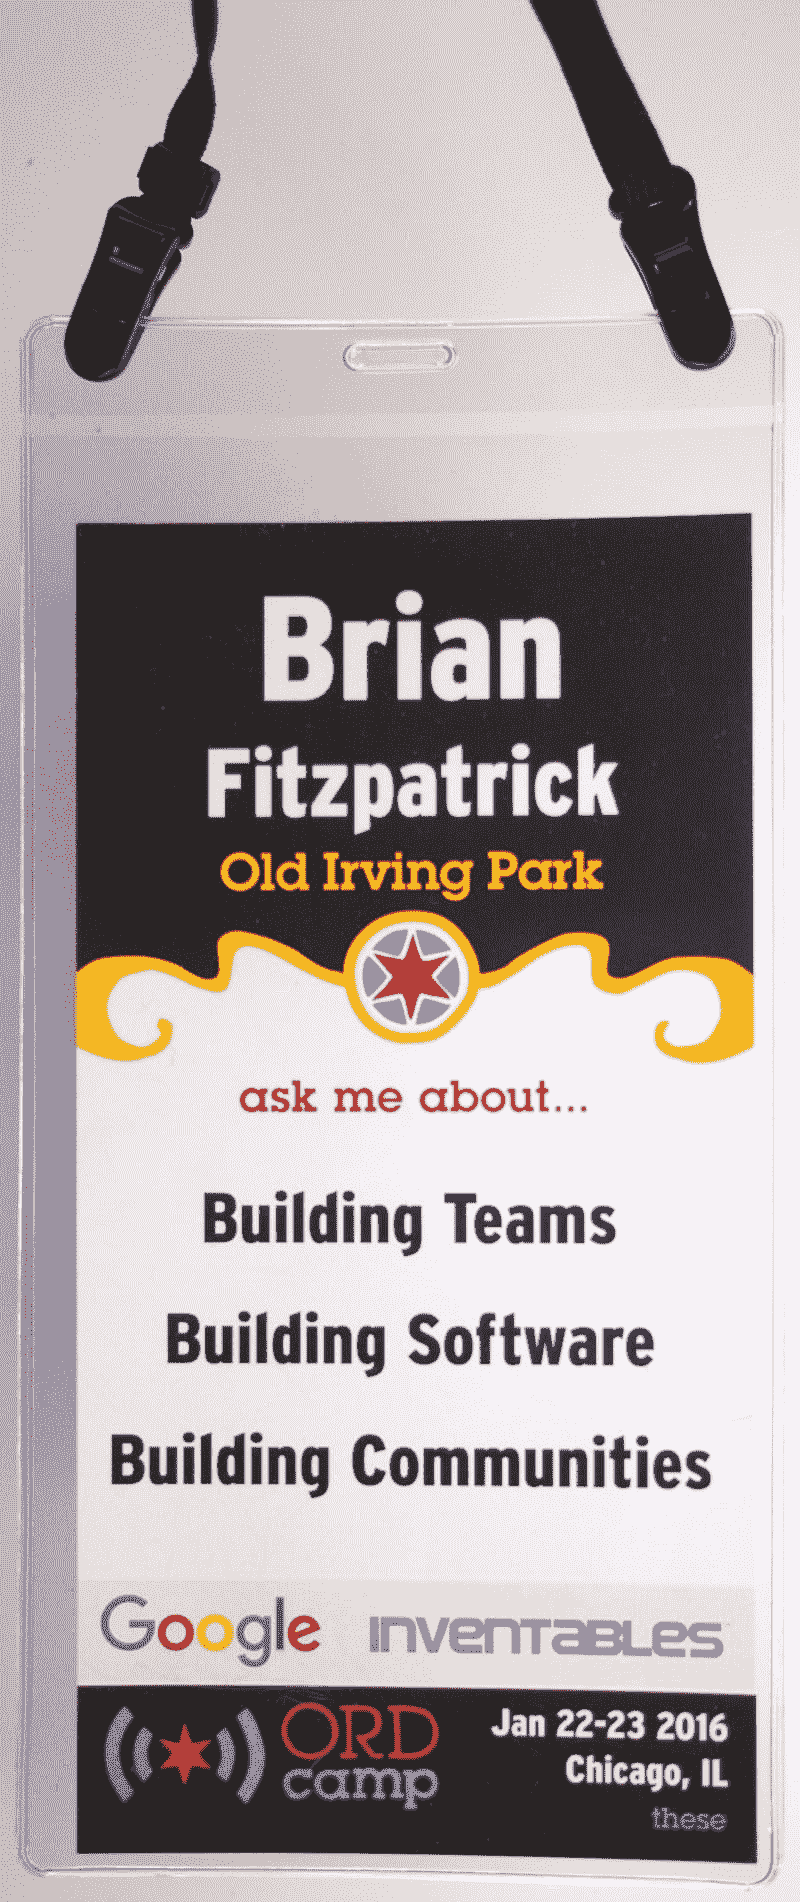 Brian
Fitzpatrick
Old Irving Park
ask me about...
Building Teams
Building Software
Building Communities
Google INVENTABLES
ORD camp
Jan 22-23 2016
Chicago, IL
these